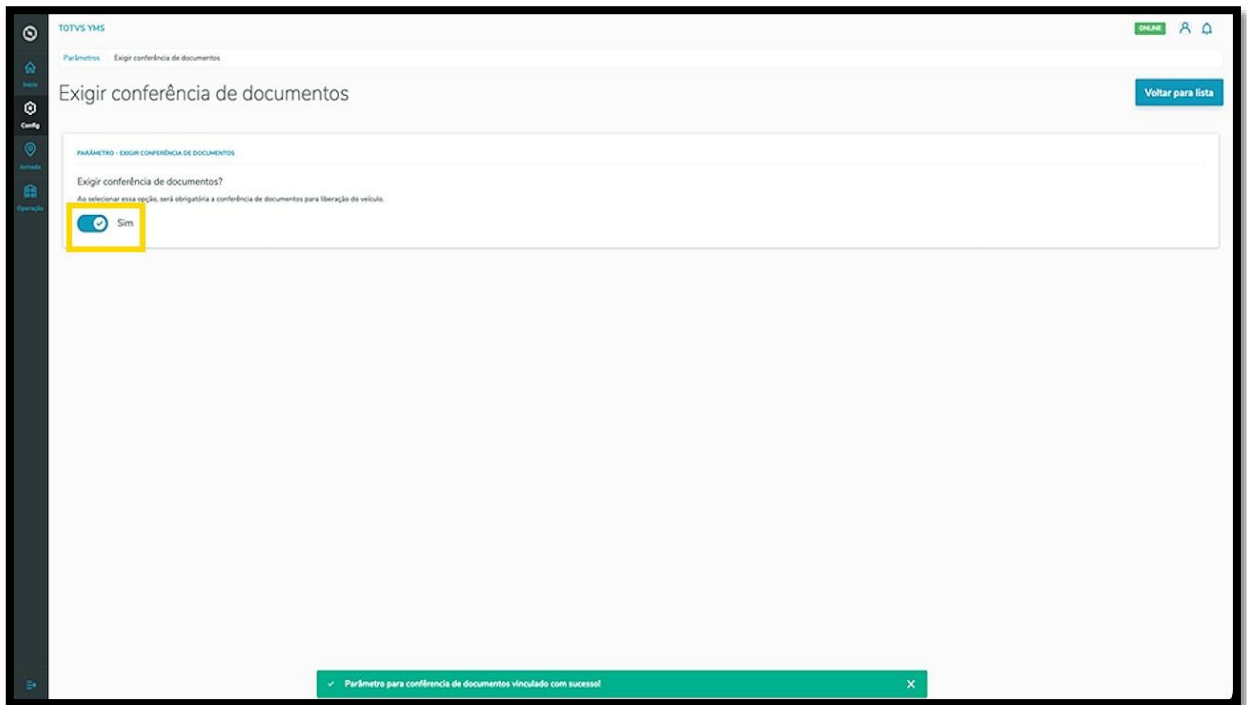 TOTVS YMS
ONLINE
Parâmetros Exigir conferência de documentos
Início
Exigir conferência de documentos
Voltar para lista
Config
PARÂMETRO - EXIGIR CONFERÊNCIA DE DOCUMENTOS
Jornada
Exigir conferência de documentos?
Ao selecionar essa opção, será obrigatória a conferência de documentos para liberação do veículo.
Operação
Sim
Parâmetro para conferência de documentos vinculado com sucesso!